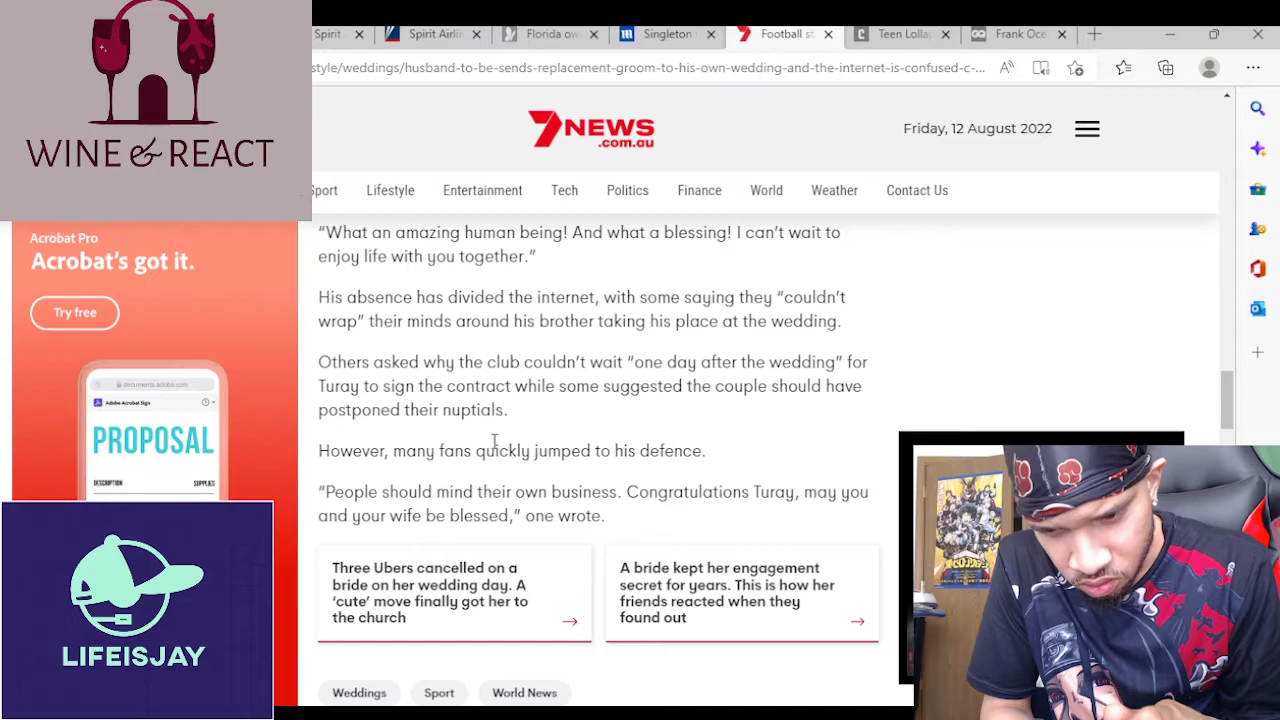 Spirit
Spirit Airlin
Florida ow
Singleton
Football st
Teen Lolla
Frank Oce
style/weddings/husband-to-be-sends-replacement-groom-to-his-own-wedding-and-the-internet-is-confused-c-...
WINE & REACT
7NEWS
.com.au
Friday, 12 August 2022
Sport Lifestyle Entertainment Tech Politics Finance World Weather Contact Us
Acrobat Pro
Acrobat's got it.
Try free
documents.adobe.com
Adobe Acrobat Sign
PROPOSAL
DESCRIPTION SUPPLIES
LIFEISJAY
“What an amazing human being! And what a blessing! I can’t wait to
enjoy life with you together.”
His absence has divided the internet, with some saying they “couldn’t
wrap” their minds around his brother taking his place at the wedding.
Others asked why the club couldn’t wait “one day after the wedding” for
Turay to sign the contract while some suggested the couple should have
postponed their nuptials.
However, many fans quickly jumped to his defence.
“People should mind their own business. Congratulations Turay, may you
and your wife be blessed,” one wrote.
Three Ubers cancelled on a
bride on her wedding day. A
‘cute’ move finally got her to
the church
A bride kept her engagement
secret for years. This is how her
friends reacted when they
found out
Weddings Sport World News